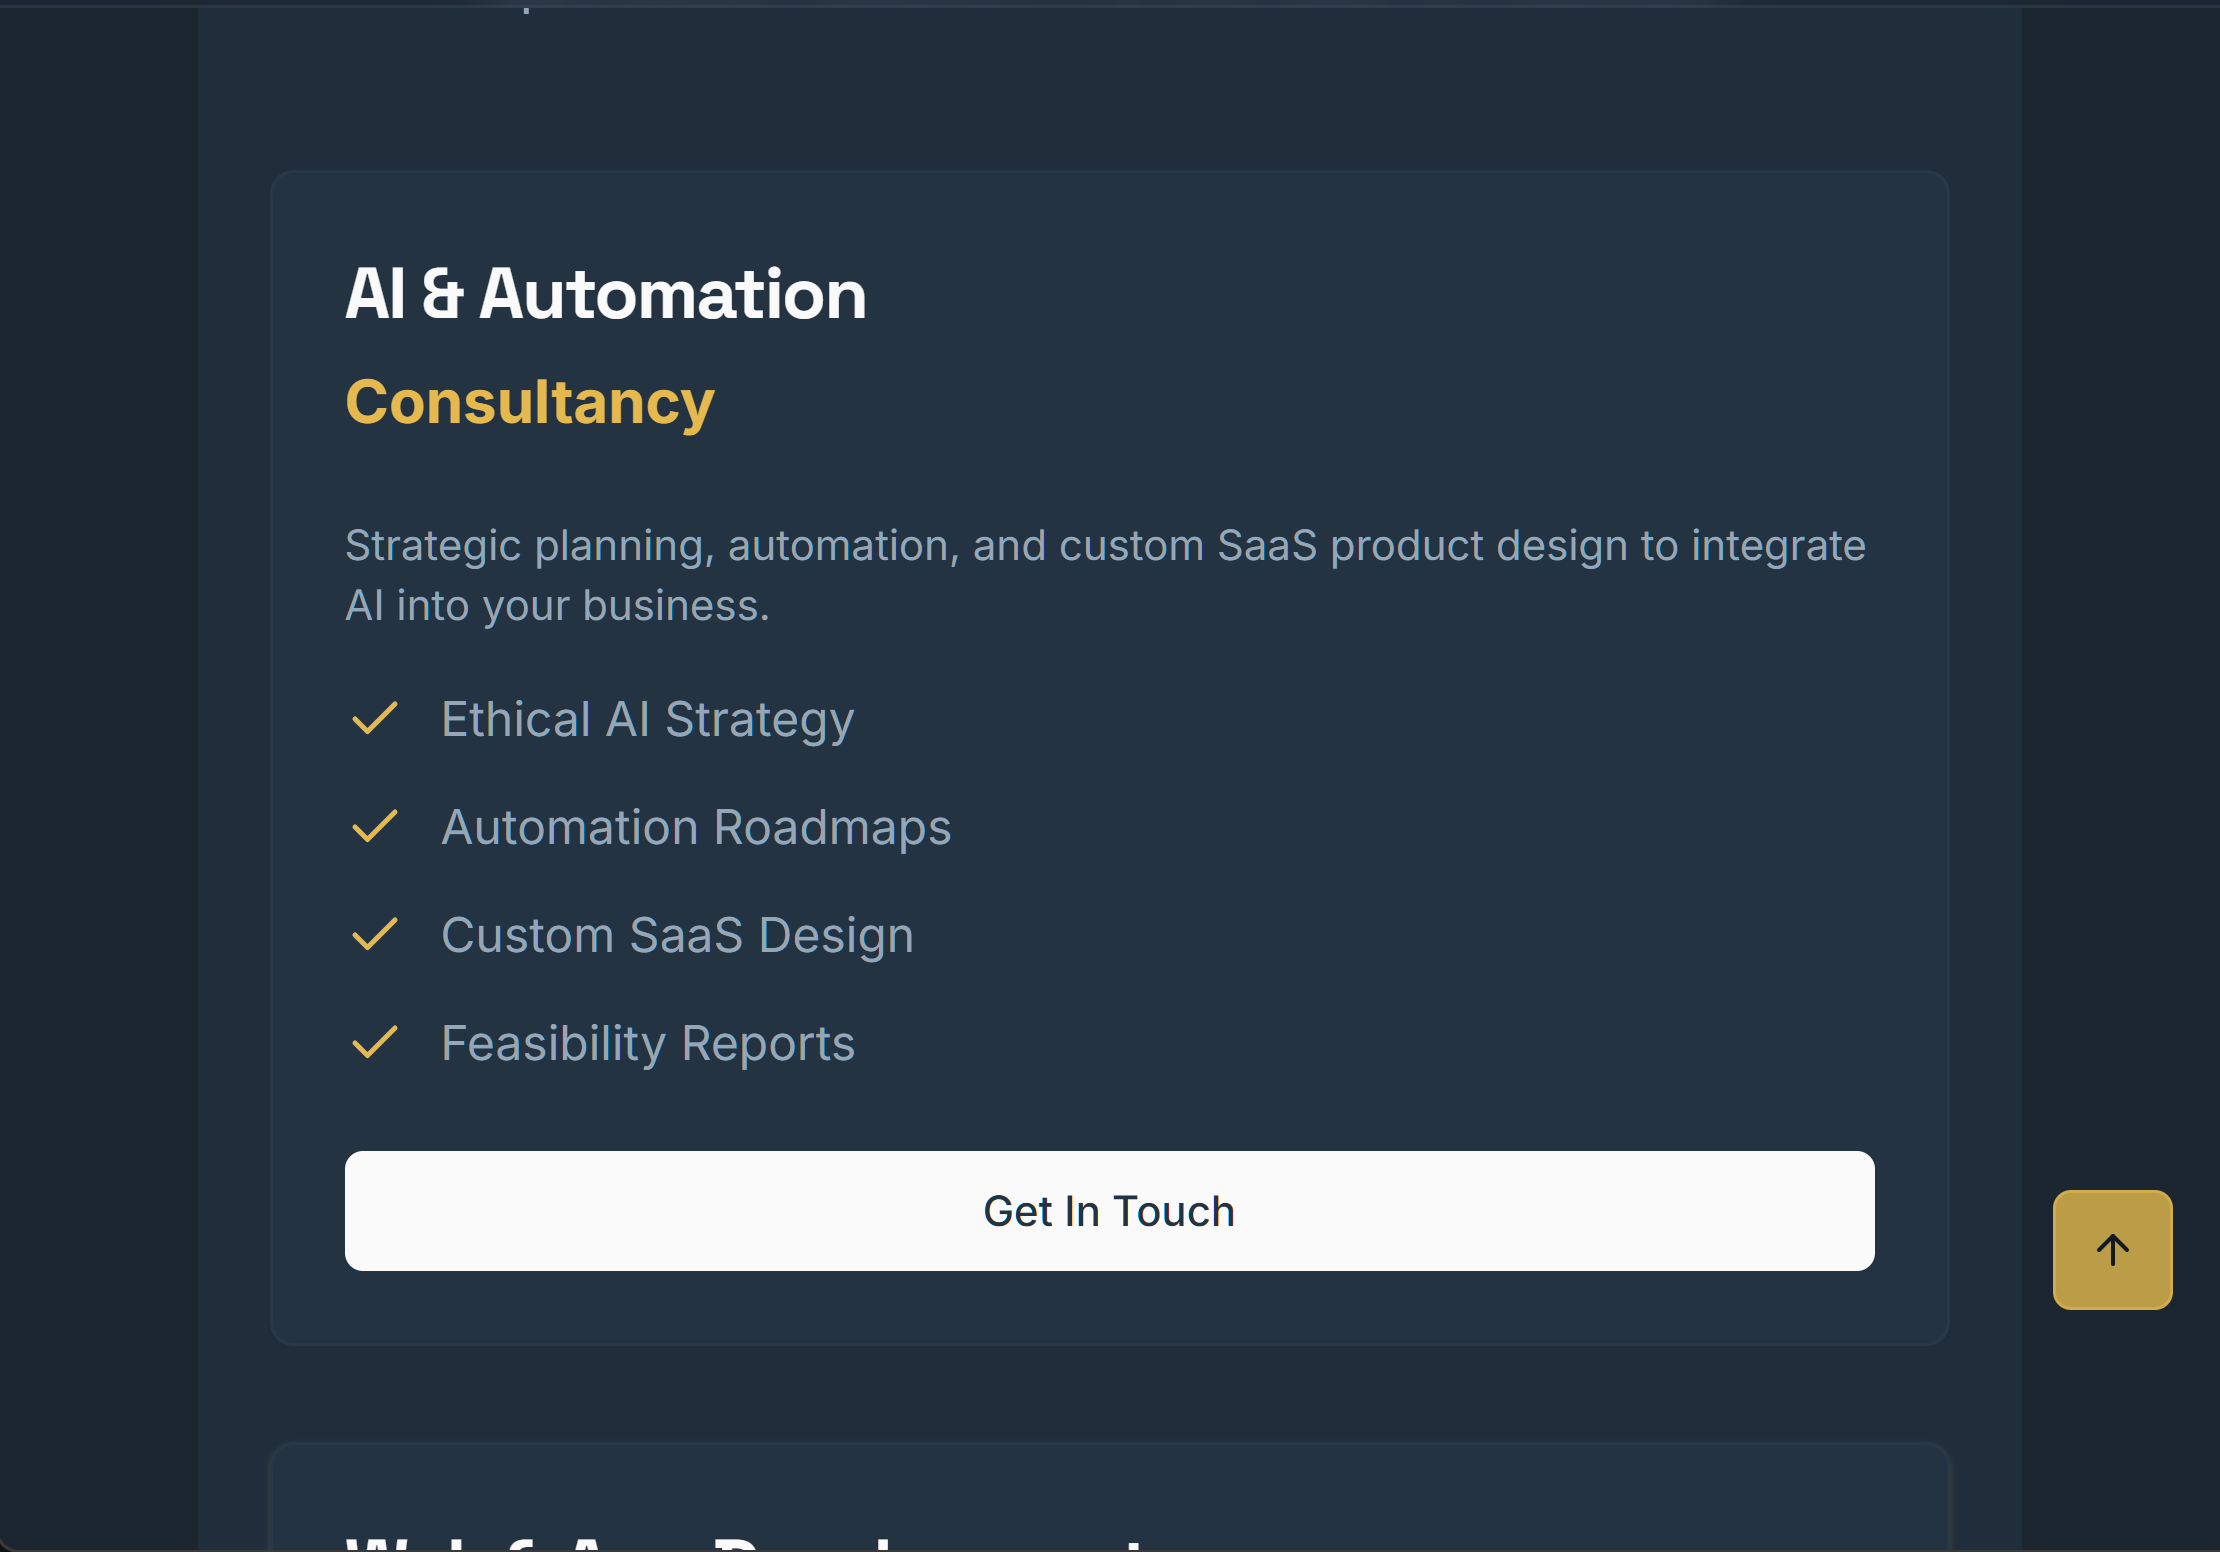 AI & Automation
Consultancy
Strategic planning, automation, and custom SaaS product design to integrate
AI into your business.
Ethical AI Strategy
Automation Roadmaps
Custom SaaS Design
Feasibility Reports
Get In Touch